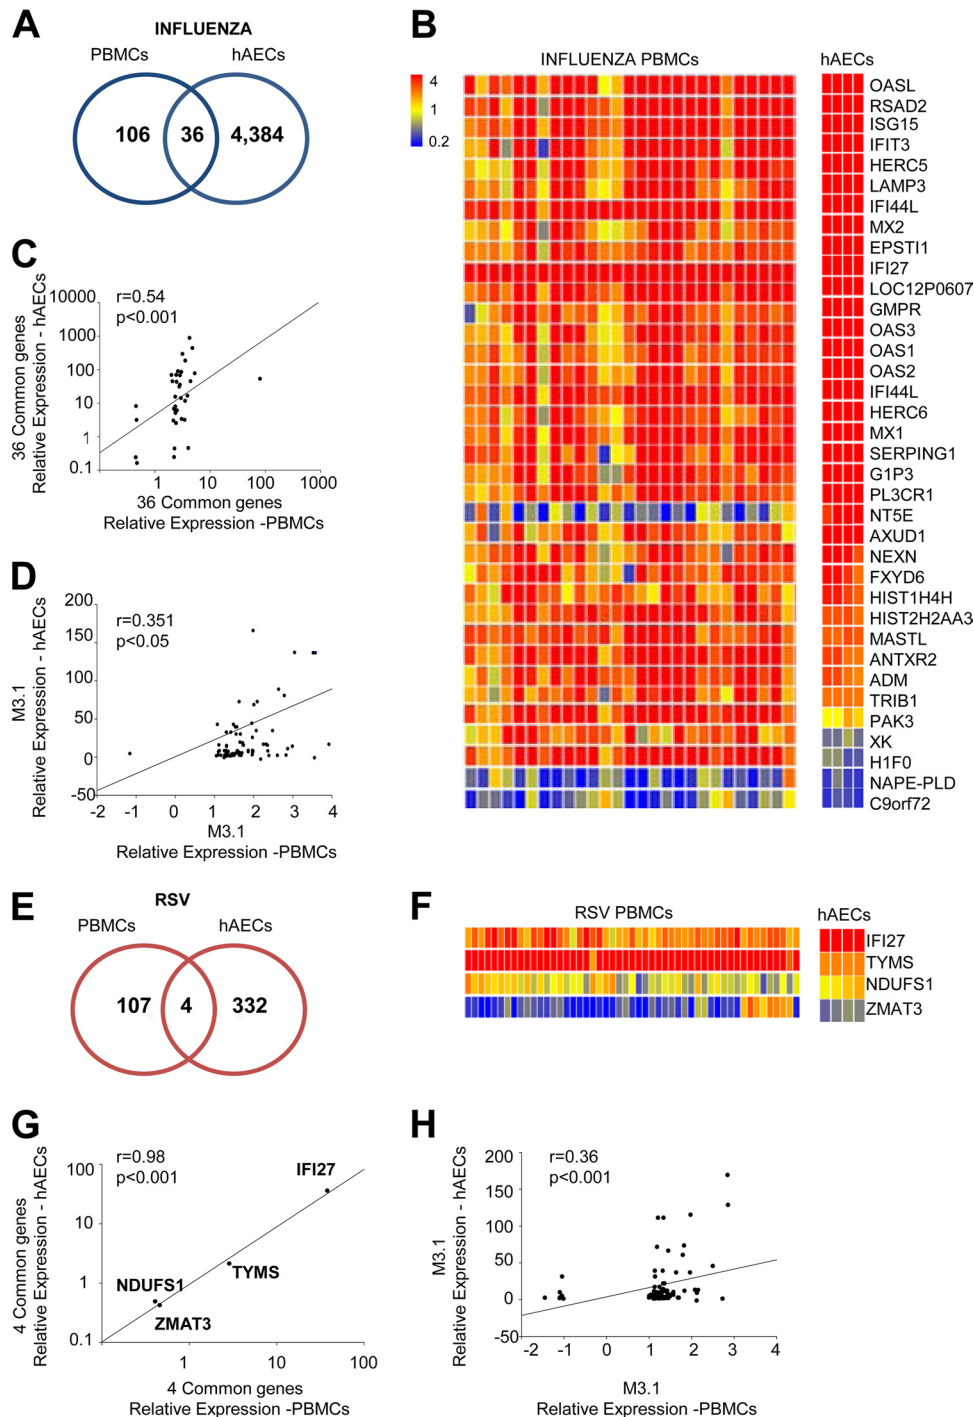 A
INFLUENZA
PBMCs
hAECs
106
36
4,384
B
INFLUENZA PBMCs
hAECs
4
1
0.2
OASL
RSAD2
ISG15
IFIT3
HERC5
LAMP3
IFI44L
MX2
EPSTI1
IFI27
LOC12P0607
GMPR
OAS3
OAS1
OAS2
IFI44L
HERC6
MX1
SERPING1
G1P3
PL3CR1
NT5E
AXUD1
NEXN
FXYD6
HIST1H4H
HIST2H2AA3
MASTL
ANTXR2
ADM
TRIB1
PAK3
XK
H1F0
NAPE-PLD
C9orf72
C
36 Common genes
Relative Expression - hAECs
10000
1000
100
10
1
0.1
r=0.54
p<0.001
1
10
100
1000
36 Common genes
Relative Expression -PBMCs
D
M3.1
Relative Expression - hAECs
200
150
100
50
0
-50
r=0.351
p<0.05
-2
-1
0
1
2
3
4
M3.1
Relative Expression -PBMCs
E
RSV
PBMCs
hAECs
107
4
332
F
RSV PBMCs
hAECs
IFI27
TYMS
NDUFS1
ZMAT3
G
4 Common genes
Relative Expression - hAECs
100
10
1
0.1
r=0.98
p<0.001
IFI27
TYMS
NDUFS1
ZMAT3
1
10
100
4 Common genes
Relative Expression -PBMCs
H
M3.1
Relative Expression - hAECs
200
150
100
50
0
-50
r=0.36
p<0.001
-2
-1
0
1
2
3
4
M3.1
Relative Expression -PBMCs